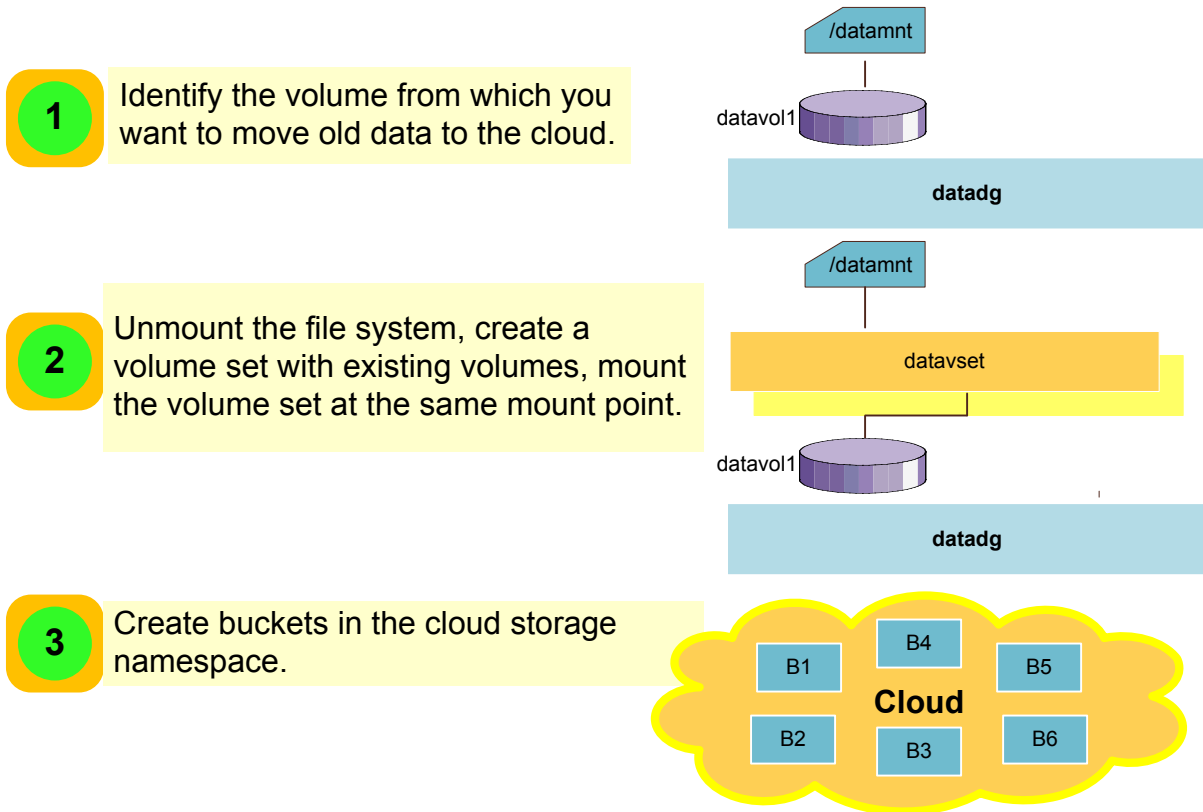 1
Identify the volume from which you
want to move old data to the cloud.
/datamnt
datavol1
datadg
2
Unmount the file system, create a
volume set with existing volumes, mount
the volume set at the same mount point.
/datamnt
datavset
datavol1
datadg
3
Create buckets in the cloud storage
namespace.
B1
B4
B5
Cloud
B2
B3
B6